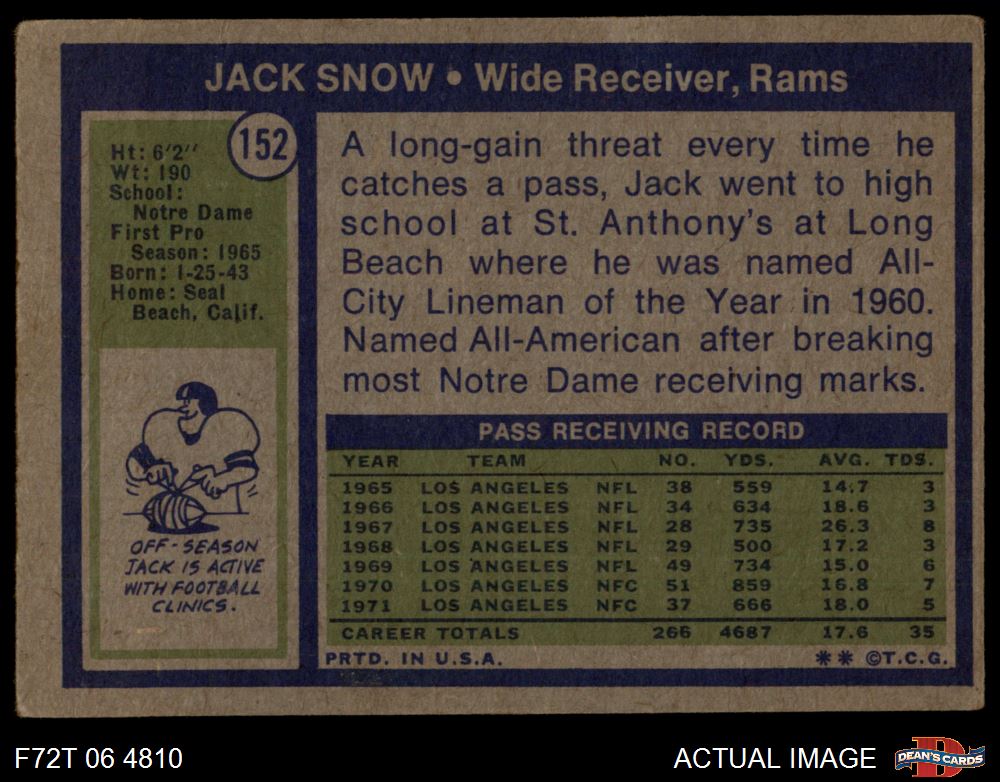 JACK SNOW • Wide Receiver, Rams
152
Ht: 6'2"
Wt: 190
School:
Notre Dame
First Pro
Season: 1965
Born: 1-25-43
Home: Seal
Beach, Calif.
A long-gain threat every time he
catches a pass, Jack went to high
school at St. Anthony's at Long
Beach where he was named All-
City Lineman of the Year in 1960.
Named All-American after breaking
most Notre Dame receiving marks.
OFF-SEASON
JACK IS ACTIVE
WITH FOOTBALL
CLINICS.
PASS RECEIVING RECORD
YEAR TEAM NO. YDS. AVG. TDS.
1965 LOS ANGELES NFL 38 559 14.7 3
1966 LOS ANGELES NFL 34 634 18.6 3
1967 LOS ANGELES NFL 28 735 26.3 8
1968 LOS ANGELES NFL 29 500 17.2 3
1969 LOS ANGELES NFL 49 734 15.0 6
1970 LOS ANGELES NFC 51 859 16.8 7
1971 LOS ANGELES NFC 37 666 18.0 5
CAREER TOTALS 266 4687 17.6 35
PRTD. IN U.S.A. ** ©T.C.G.
F72T 06 4810
ACTUAL IMAGE
D
DEAN'S CARDS